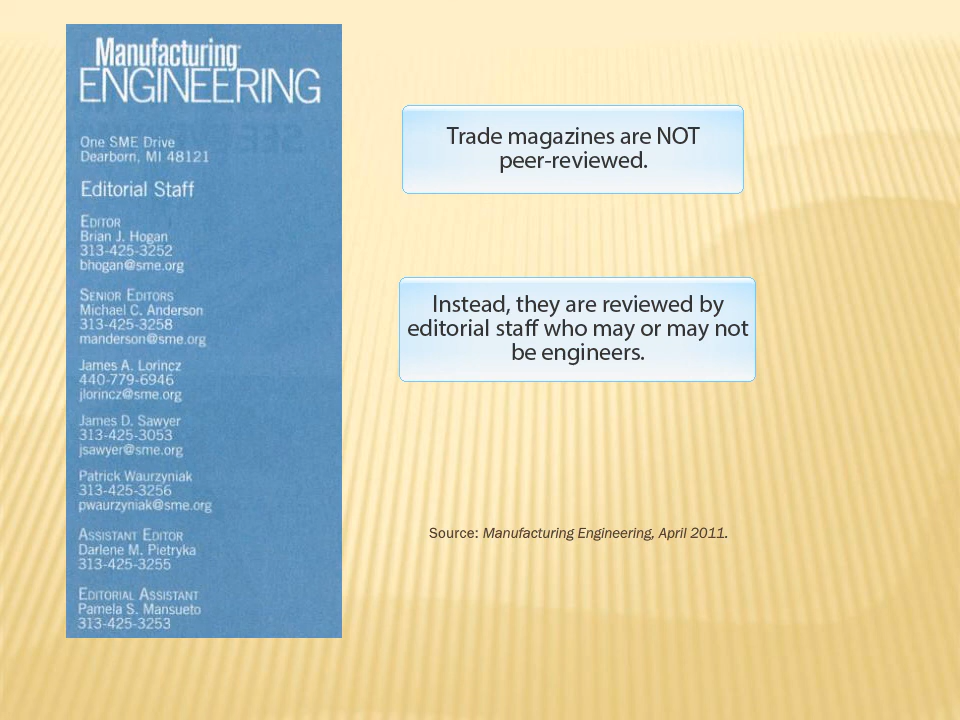 Manufacturing
ENGINEERING
One SME Drive
Dearborn, MI 48121
Editorial Staff
EDITOR
Brian J. Hogan
313-425-3252
bhogan@sme.org
SENIOR EDITORS
Michael C. Anderson
313-425-3258
manderson@sme.org
James A. Lorincz
440-779-6946
jlorincz@sme.org
James D. Sawyer
313-425-3053
jsawyer@sme.org
Patrick Waurzyniak
313-425-3256
pwaurzyniak@sme.org
ASSISTANT EDITOR
Darlene M. Pietryka
313-425-3255
EDITORIAL ASSISTANT
Pamela S. Mansueto
313-425-3253
Trade magazines are NOT
peer-reviewed.
Instead, they are reviewed by
editorial staff who may or may not
be engineers.
Source: Manufacturing Engineering, April 2011.